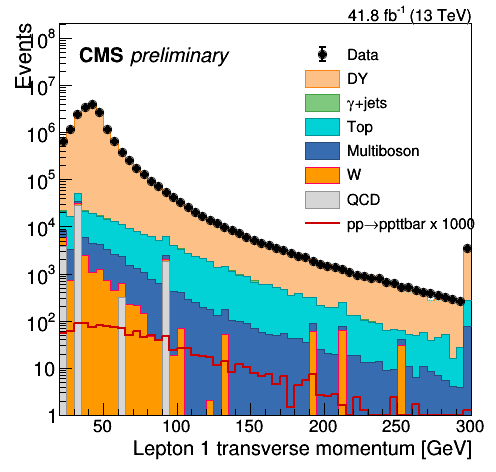 41.8 fb⁻¹ (13 TeV)
Events
CMS preliminary
Data
DY
γ+jets
Top
Multiboson
W
QCD
pp→ppttbar x 1000
10⁸
10⁷
10⁶
10⁵
10⁴
10³
10²
10
1
50 100 150 200 250 300
Lepton 1 transverse momentum [GeV]